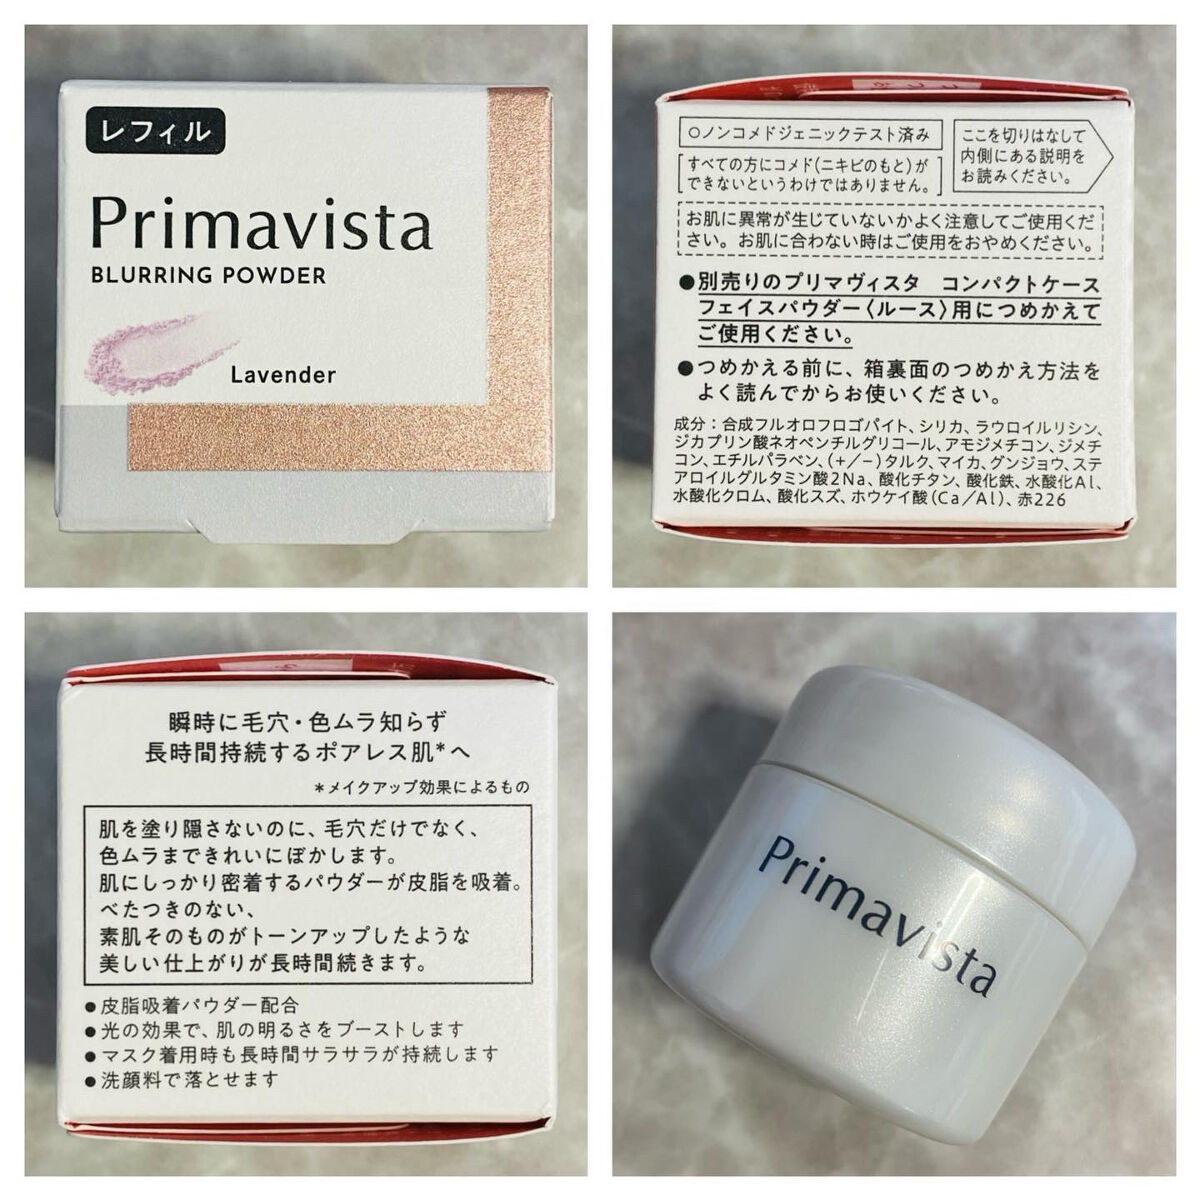 レフィル
Primavista
BLURRING POWDER
Lavender
○ノンコメドジェニックテスト済み
すべての方にコメド(ニキビのもと)が
できないというわけではありません。
ここを切りはなして
内側にある説明を
お読みください。
お肌に異常が生じていないかよく注意してご使用くだ
さい。お肌に合わない時はご使用をおやめください。
●別売りのプリマヴィスタ コンパクトケース
フェイスパウダー〈ルース〉用につめかえて
ご使用ください。
●つめかえる前に、箱裏面のつめかえ方法を
よく読んでからお使いください。
成分：合成フルオロフロゴパイト、シリカ、ラウロイルリシン、
ジカプリン酸ネオペンチルグリコール、アモジメチコン、ジメチ
コン、エチルパラベン、(+/−)タルク、マイカ、グンジョウ、ステ
アロイルグルタミン酸2Na、酸化チタン、酸化鉄、水酸化Al、
水酸化クロム、酸化スズ、ホウケイ酸(Ca/Al)、赤226
瞬時に毛穴・色ムラ知らず
長時間持続するポアレス肌*へ
*メイクアップ効果によるもの
肌を塗り隠さないのに、毛穴だけでなく、
色ムラまできれいにぼかします。
肌にしっかり密着するパウダーが皮脂を吸着。
べたつきのない、
素肌そのものがトーンアップしたような
美しい仕上がりが長時間続きます。
●皮脂吸着パウダー配合
●光の効果で、肌の明るさをブーストします
●マスク着用時も長時間サラサラが持続します
●洗顔料で落とせます
Primavista